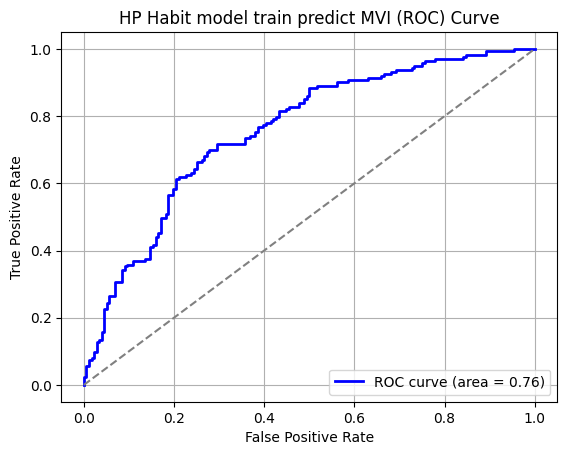 HP Habit model train predict MVI (ROC) Curve
True Positive Rate
1.0
0.8
0.6
0.4
0.2
0.0
ROC curve (area = 0.76)
0.0 0.2 0.4 0.6 0.8 1.0
False Positive Rate